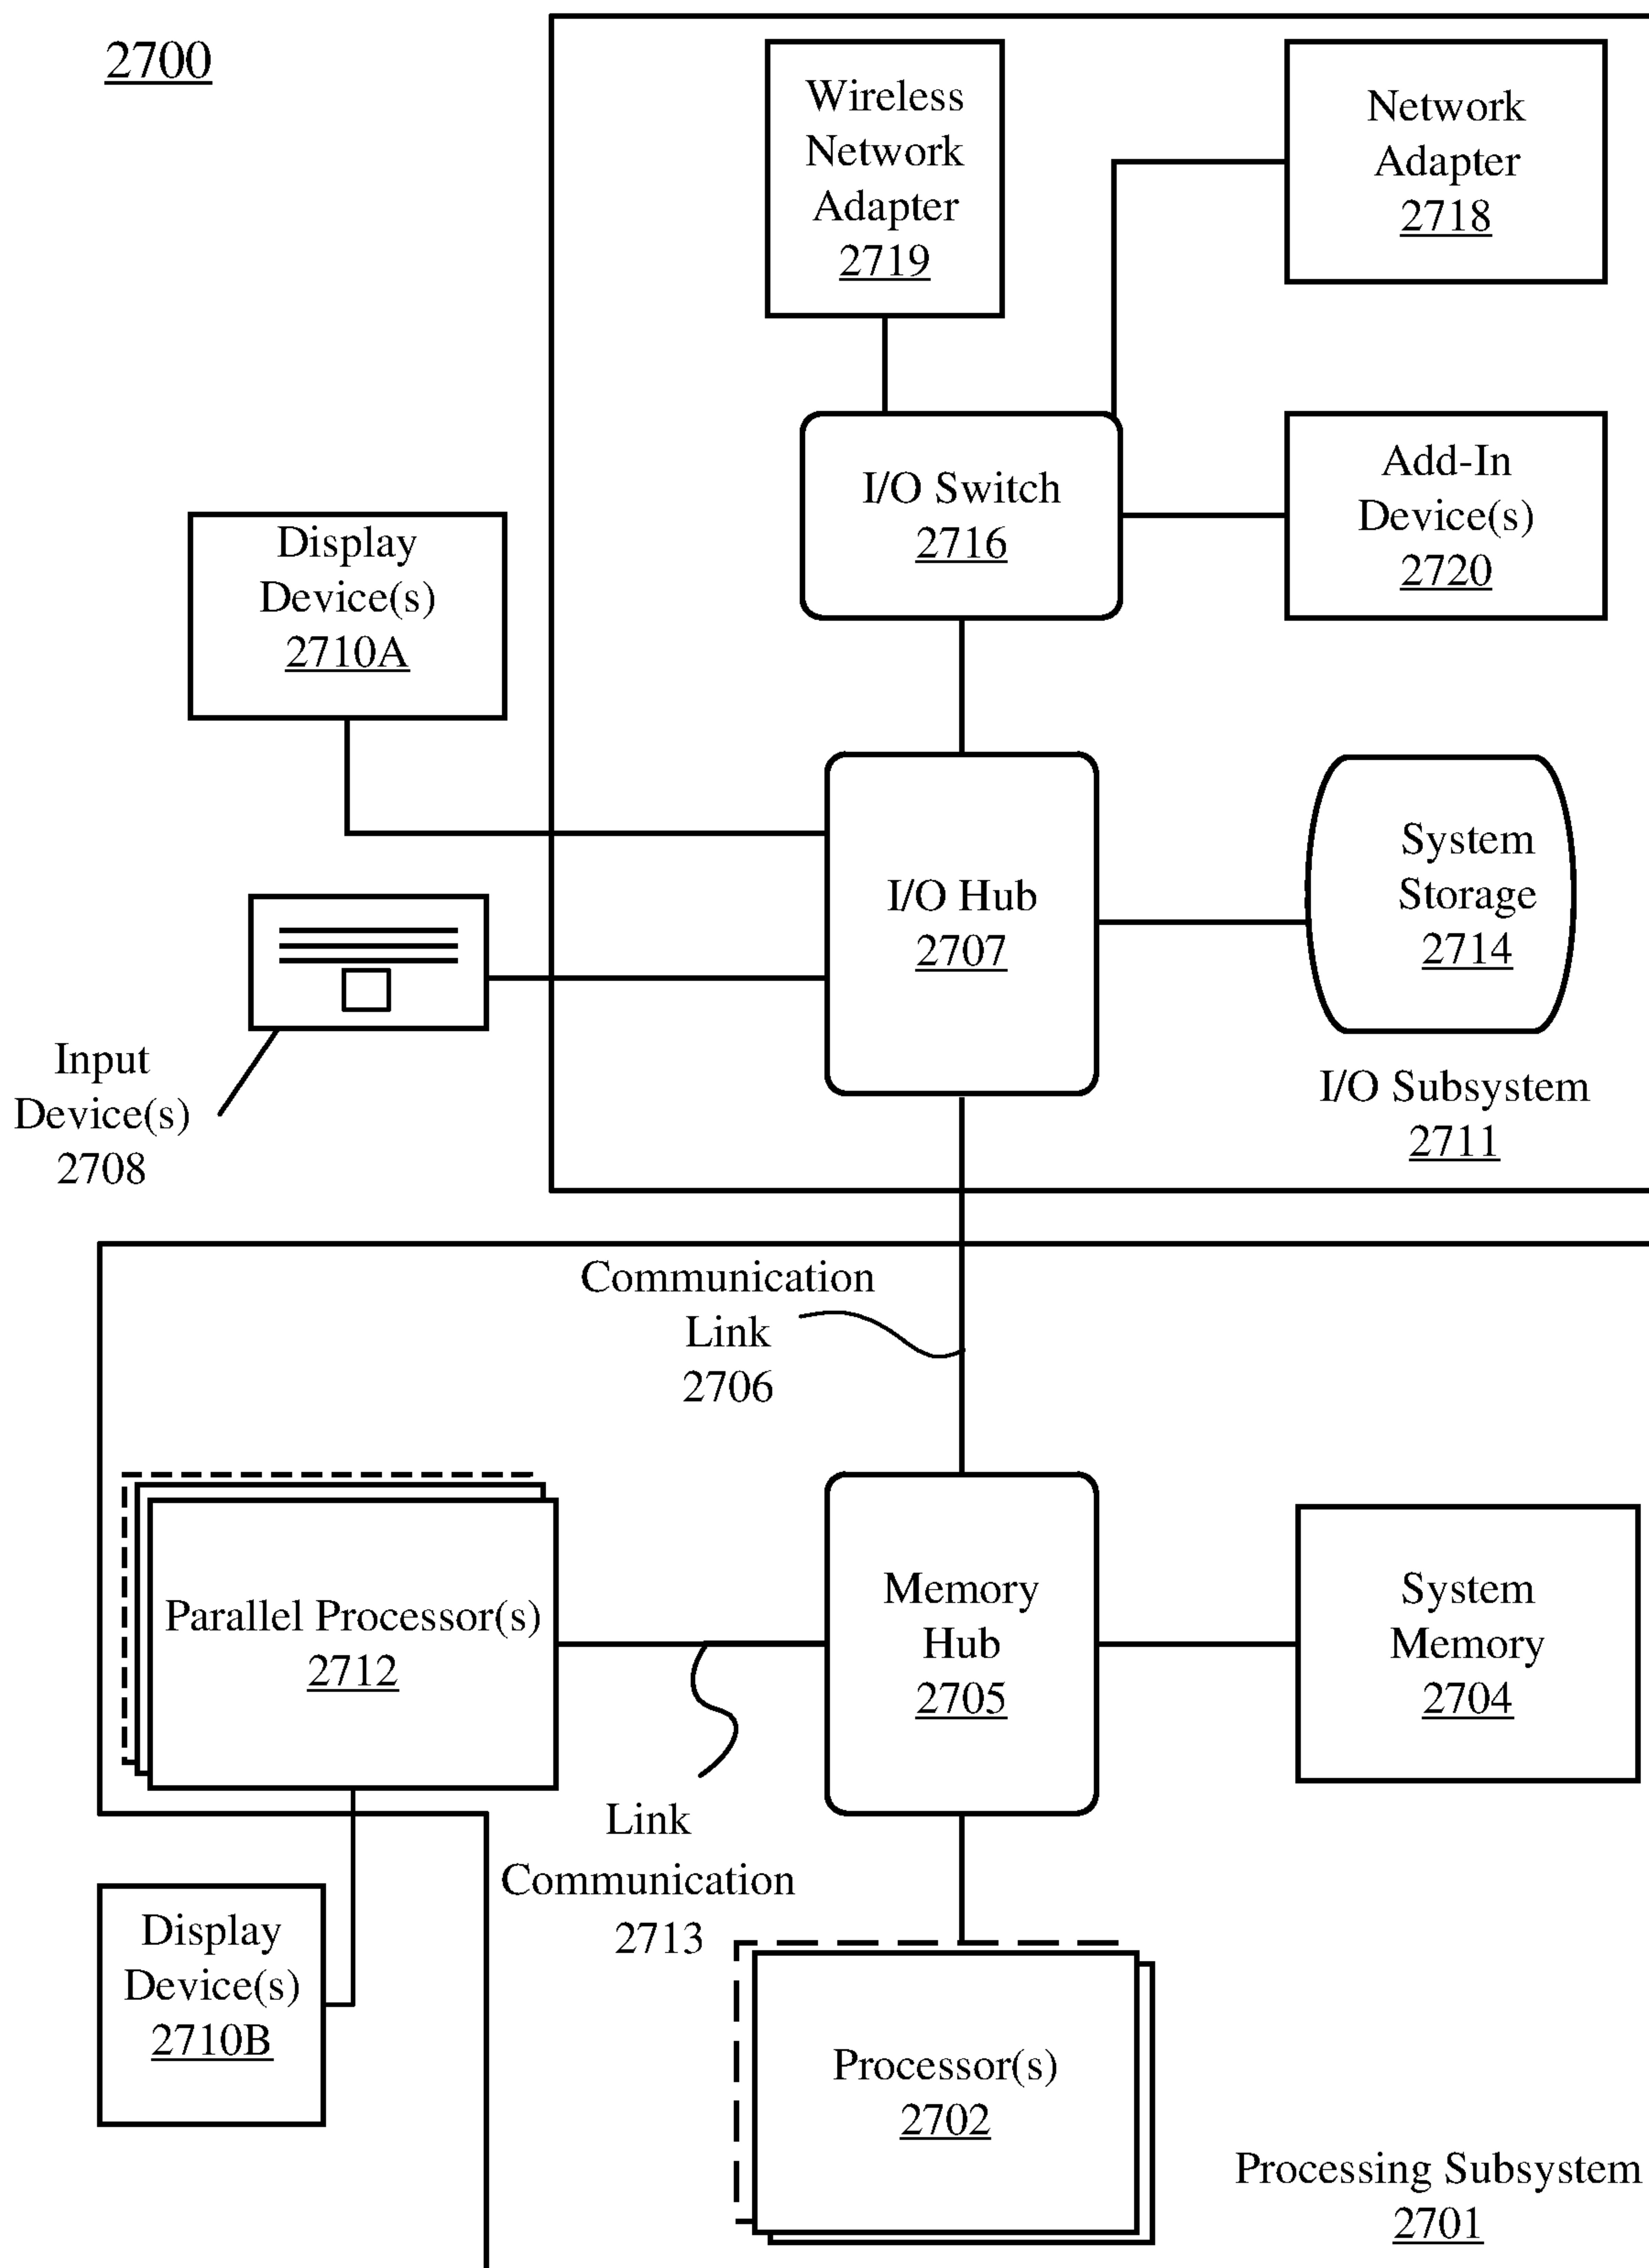 2700
Wireless
Network
Adapter
2719
Network
Adapter
2718
I/O Switch
2716
Add-In
Device(s)
2720
Display
Device(s)
2710A
I/O Hub
2707
System
Storage
2714
Input
Device(s)
2708
I/O Subsystem
2711
Communication
Link
2706
Parallel Processor(s)
2712
Memory
Hub
2705
System
Memory
2704
Link
Communication
2713
Display
Device(s)
2710B
Processor(s)
2702
Processing Subsystem
2701